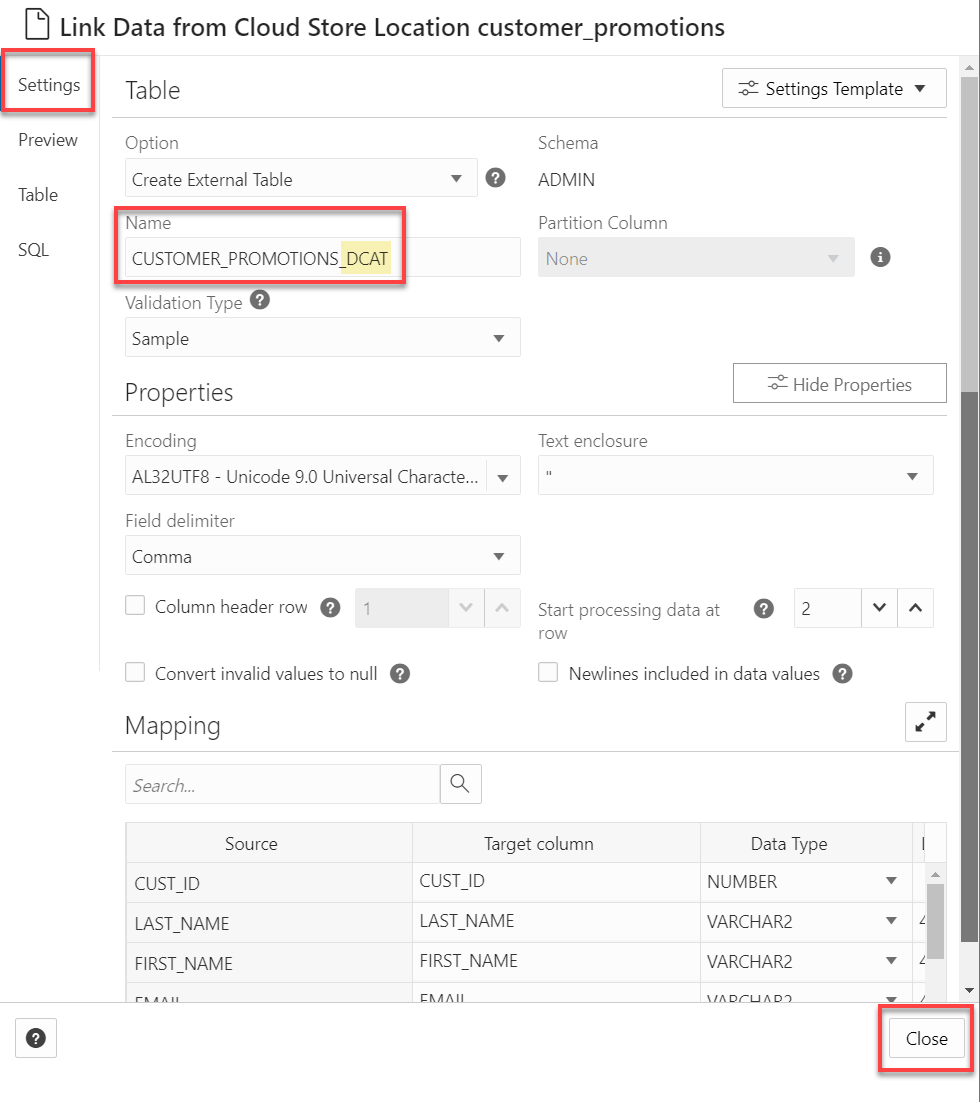 Link Data from Cloud Store Location customer_promotions
Settings
Preview
Table
SQL
Table
Settings Template
Option
Schema
Create External Table
?
ADMIN
Name
Partition Column
CUSTOMER_PROMOTIONS_DCAT
None
i
Validation Type ?
Sample
Properties
Hide Properties
Encoding
Text enclosure
AL32UTF8 - Unicode 9.0 Universal Characte...
"
Field delimiter
Comma
Column header row ? 1
Start processing data at row ? 2
Convert invalid values to null ?
Newlines included in data values ?
Mapping
Search...
Source Target column Data Type
CUST_ID CUST_ID NUMBER
LAST_NAME LAST_NAME VARCHAR2 4
FIRST_NAME FIRST_NAME VARCHAR2 4
EMAIL EMAIL VARCHAR2
?
Close